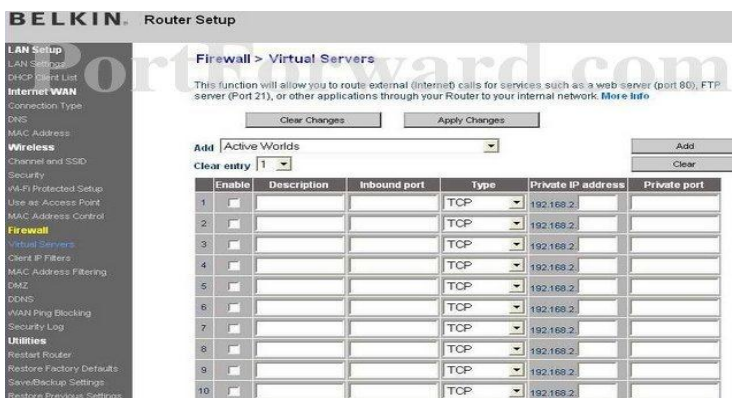 BELKIN. Router Setup
PortForward.com
LAN Setup
LAN Settings
DHCP Client List
Internet WAN
Connection Type
DNS
MAC Address
Wireless
Channel and SSID
Security
Wi-Fi Protected Setup
Use as Access Point
MAC Address Control
Firewall
Virtual Servers
Client IP Filters
MAC Address Filtering
DMZ
DDNS
WAN Ping Blocking
Security Log
Utilities
Restart Router
Restore Factory Defaults
Save/Backup Settings
Restore Previous Settings
Firewall > Virtual Servers
This function will allow you to route external (Internet) calls for services such as a web server (port 80), FTP
server (Port 21), or other applications through your Router to your internal network. More Info
Clear Changes Apply Changes
Add Active Worlds Add
Clear entry 1 Clear
Enable Description Inbound port Type Private IP address Private port
1 TCP 192.168.2.
2 TCP 192.168.2.
3 TCP 192.168.2.
4 TCP 192.168.2.
5 TCP 192.168.2.
6 TCP 192.168.2.
7 TCP 192.168.2.
8 TCP 192.168.2.
9 TCP 192.168.2.
10 TCP 192.168.2.